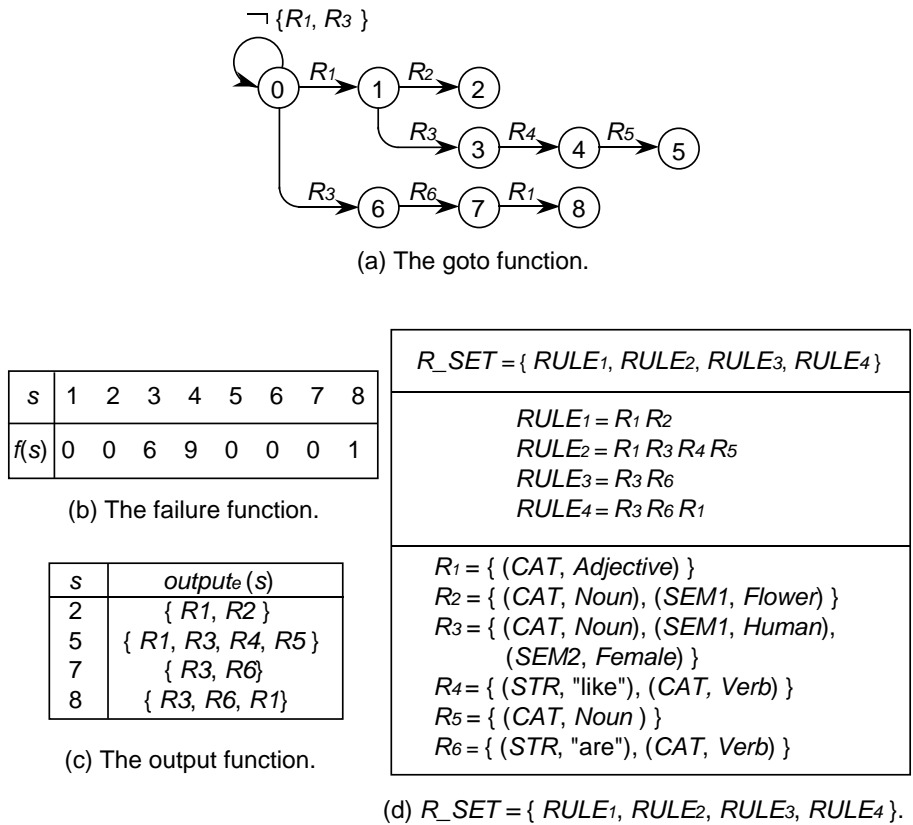 ¬ {R1, R3 }
0 R1 1 R2 2
R3 3 R4 4 R5 5
R3 6 R6 7 R1 8
(a) The goto function.
s 1 2 3 4 5 6 7 8
f(s) 0 0 6 9 0 0 0 1
(b) The failure function.
s outpute (s)
2 { R1, R2 }
5 { R1, R3, R4, R5 }
7 { R3, R6}
8 { R3, R6, R1}
(c) The output function.
R_SET = { RULE1, RULE2, RULE3, RULE4 }
RULE1 = R1 R2
RULE2 = R1 R3 R4 R5
RULE3 = R3 R6
RULE4 = R3 R6 R1
R1 = { (CAT, Adjective) }
R2 = { (CAT, Noun), (SEM1, Flower) }
R3 = { (CAT, Noun), (SEM1, Human),
(SEM2, Female) }
R4 = { (STR, "like"), (CAT, Verb) }
R5 = { (CAT, Noun ) }
R6 = { (STR, "are"), (CAT, Verb) }
(d) R_SET = { RULE1, RULE2, RULE3, RULE4 }.